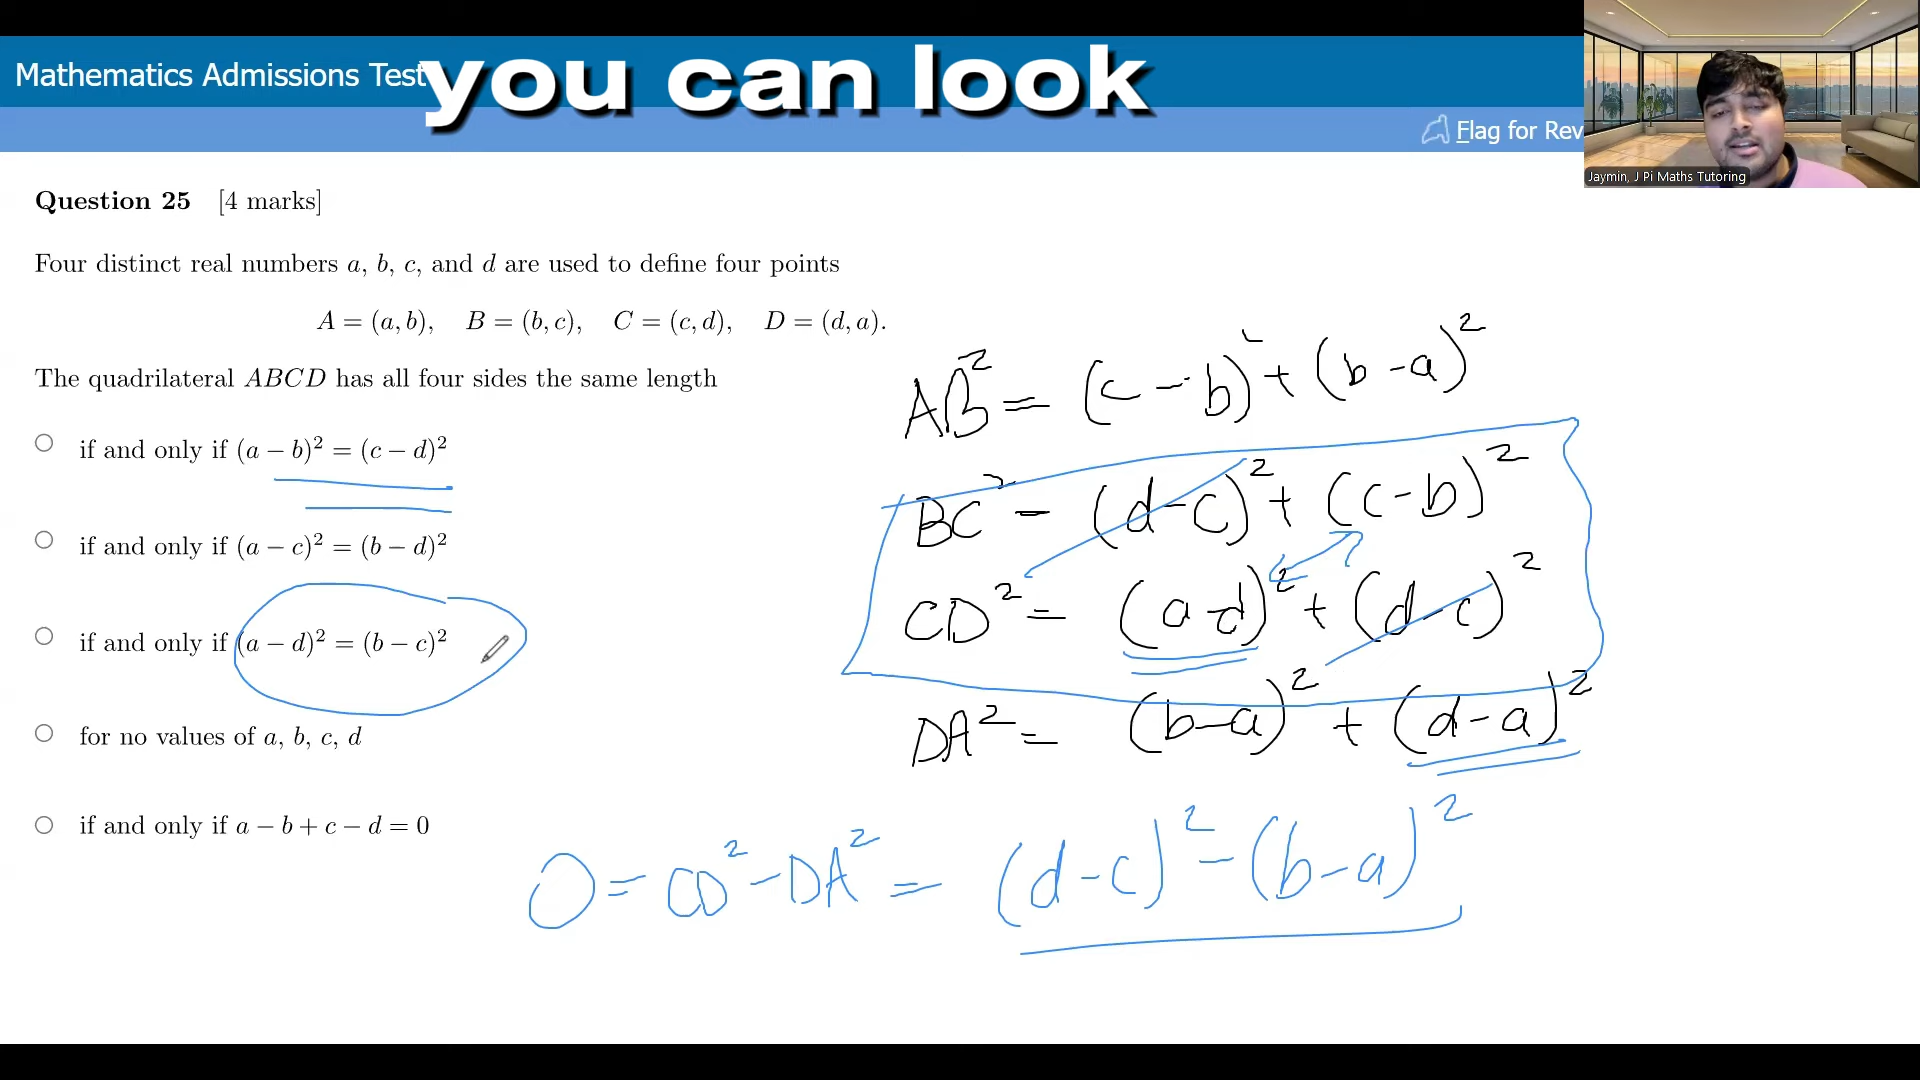 Mathematics Admissions Test
you can look
Flag for Rev
Jaymin, J Pi Maths Tutoring
Question 25 [4 marks]
Four distinct real numbers a, b, c, and d are used to define four points
A = (a, b), B = (b, c), C = (c, d), D = (d, a).
The quadrilateral ABCD has all four sides the same length
if and only if (a − b)² = (c − d)²
if and only if (a − c)² = (b − d)²
if and only if (a − d)² = (b − c)²
for no values of a, b, c, d
if and only if a − b + c − d = 0
AB² = (c − b)² + (b − a)²
BC² − (d − c)² + (c − b)²
CD² = (a − d)² + (d − c)²
DA² = (b − a)² + (d − a)²
0 = CD² − DA² = (d − c)² − (b − a)²